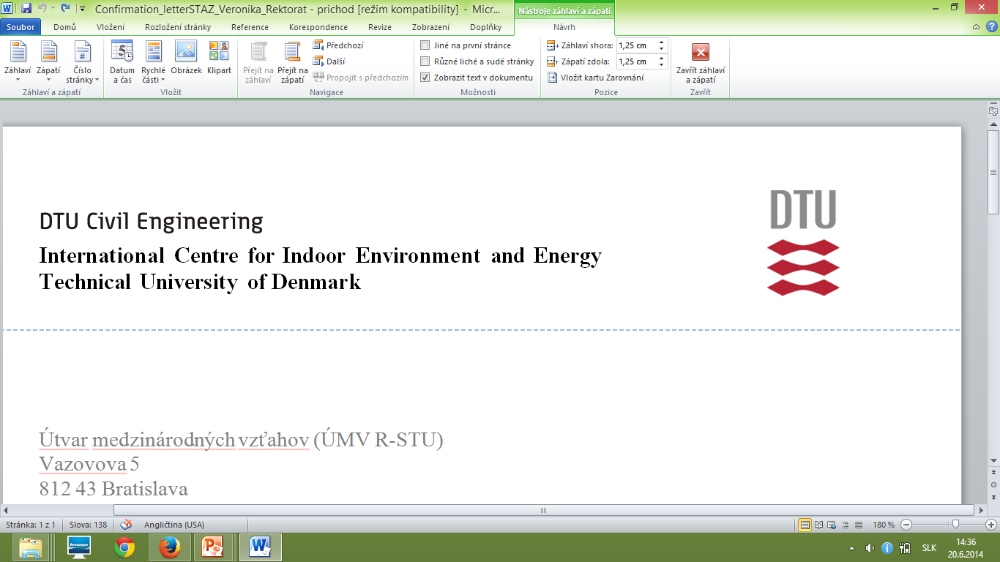 Confirmation_letterSTAZ_Veronika_Rektorat - prichod [režim kompatibility] - Micr...
Nástroje záhlaví a zápatí
Soubor Domů Vložení Rozložení stránky Reference Korespondence Revize Zobrazení Doplňky Návrh
Záhlaví
Zápatí
Číslo stránky
Záhlaví a zápatí
Datum a čas
Rychlé části
Obrázek
Klipart
Vložit
Přejít na záhlaví
Přejít na zápatí
Předchozí
Další
Propojit s předchozím
Navigace
Jiné na první stránce
Různé liché a sudé stránky
Zobrazit text v dokumentu
Možnosti
Záhlaví shora: 1,25 cm
Zápatí zdola: 1,25 cm
Vložit kartu Zarovnání
Pozice
Zavřít záhlaví a zápatí
Zavřít
DTU
DTU Civil Engineering
International Centre for Indoor Environment and Energy
Technical University of Denmark
Útvar medzinárodných vzťahov (ÚMV R-STU)
Vazovova 5
812 43 Bratislava
Stránka: 1 z 1 Slova: 138 Angličtina (USA) 180 %
lenovo
SLK
14:36
20.6.2014